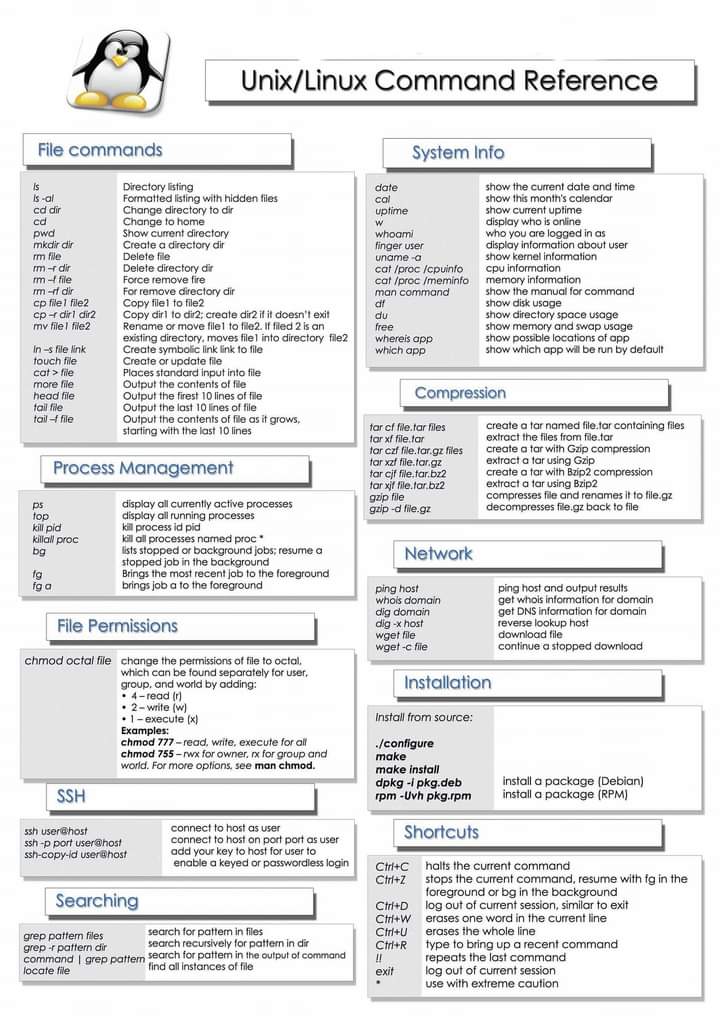 Unix/Linux Command Reference
File commands
ls Directory listing
ls -al Formatted listing with hidden files
cd dir Change directory to dir
cd Change to home
pwd Show current directory
mkdir dir Create a directory dir
rm file Delete file
rm –r dir Delete directory dir
rm –f file Force remove fire
rm –rf dir For remove directory dir
cp file1 file2 Copy file1 to file2
cp –r dir1 dir2 Copy dir1 to dir2; create dir2 if it doesn't exit
mv file1 file2 Rename or move file1 to file2. If filed 2 is an
existing directory, moves file1 into directory file2
ln –s file link Create symbolic link link to file
touch file Create or update file
cat > file Places standard input into file
more file Output the contents of file
head file Output the firest 10 lines of file
tail file Output the last 10 lines of file
tail –f file Output the contents of file as it grows,
starting with the last 10 lines
Process Management
ps display all currently active processes
top display all running processes
kill pid kill process id pid
killall proc kill all processes named proc *
bg lists stopped or background jobs; resume a
stopped job in the background
fg Brings the most recent job to the foreground
fg a brings job a to the foreground
File Permissions
chmod octal file change the permissions of file to octal,
which can be found separately for user,
group, and world by adding:
• 4 – read (r)
• 2 – write (w)
• 1 – execute (x)
Examples:
chmod 777 – read, write, execute for all
chmod 755 – rwx for owner, rx for group and
world. For more options, see man chmod.
SSH
ssh user@host connect to host as user
ssh -p port user@host connect to host on port port as user
ssh-copy-id user@host add your key to host for user to
enable a keyed or passwordless login
Searching
grep pattern files search for pattern in files
grep -r pattern dir search recursively for pattern in dir
command | grep pattern search for pattern in the output of command
locate file find all instances of file
System Info
date show the current date and time
cal show this month's calendar
uptime show current uptime
w display who is online
whoami who you are logged in as
finger user display information about user
uname -a show kernel information
cat /proc /cpuinfo cpu information
cat /proc /meminfo memory information
man command show the manual for command
df show disk usage
du show directory space usage
free show memory and swap usage
whereis app show possible locations of app
which app show which app will be run by default
Compression
tar cf file.tar files create a tar named file.tar containing files
tar xf file.tar extract the files from file.tar
tar czf file.tar.gz files create a tar with Gzip compression
tar xzf file.tar.gz extract a tar using Gzip
tar cjf file.tar.bz2 create a tar with Bzip2 compression
tar xjf file.tar.bz2 extract a tar using Bzip2
gzip file compresses file and renames it to file.gz
gzip -d file.gz decompresses file.gz back to file
Network
ping host ping host and output results
whois domain get whois information for domain
dig domain get DNS information for domain
dig -x host reverse lookup host
wget file download file
wget -c file continue a stopped download
Installation
Install from source:
./configure
make
make install
dpkg -i pkg.deb install a package (Debian)
rpm -Uvh pkg.rpm install a package (RPM)
Shortcuts
Ctrl+C halts the current command
Ctrl+Z stops the current command, resume with fg in the
foreground or bg in the background
Ctrl+D log out of current session, similar to exit
Ctrl+W erases one word in the current line
Ctrl+U erases the whole line
Ctrl+R type to bring up a recent command
!! repeats the last command
exit log out of current session
* use with extreme caution